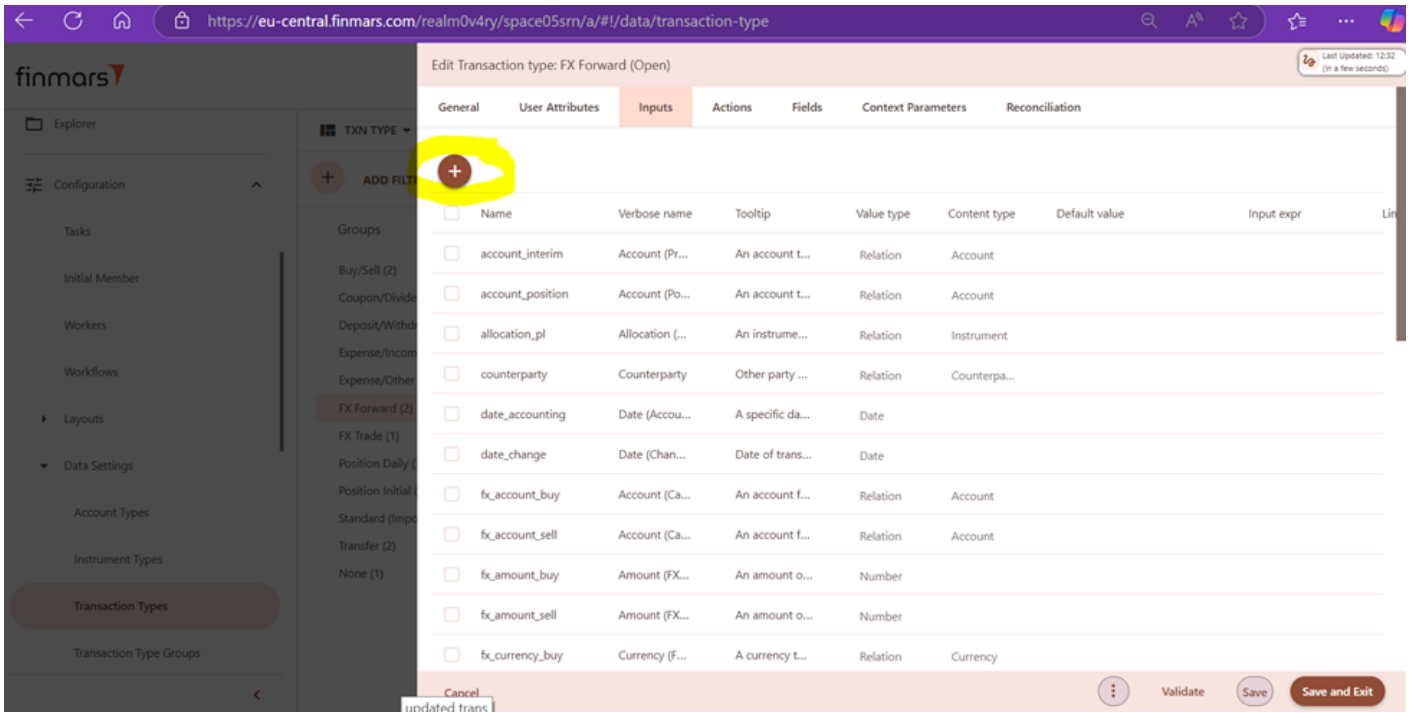 https://eu-central.finmars.com/realm0v4ry/space05srn/a/#!/data/transaction-type
finmars
Explorer
Configuration
Tasks
Initial Member
Workers
Workflows
Layouts
Data Settings
Account Types
Instrument Types
Transaction Types
Transaction Type Groups
TXN TYPE
ADD FILT
Groups
Buy/Sell (2)
Coupon/Divide
Deposit/Withdr
Expense/Incom
Expense/Other
FX Forward (2)
FX Trade (1)
Position Daily (
Position Initial (
Standard (Impo
Transfer (2)
None (1)
Edit Transaction type: FX Forward (Open)
Last Updated: 12:32
(in a few seconds)
General User Attributes Inputs Actions Fields Context Parameters Reconciliation
Name Verbose name Tooltip Value type Content type Default value Input expr Lin
account_interim Account (Pr... An account t... Relation Account
account_position Account (Po... An account t... Relation Account
allocation_pl Allocation (... An instrume... Relation Instrument
counterparty Counterparty Other party ... Relation Counterpa...
date_accounting Date (Accou... A specific da... Date
date_change Date (Chan... Date of trans... Date
fx_account_buy Account (Ca... An account f... Relation Account
fx_account_sell Account (Ca... An account f... Relation Account
fx_amount_buy Amount (FX... An amount o... Number
fx_amount_sell Amount (FX... An amount o... Number
fx_currency_buy Currency (F... A currency t... Relation Currency
Cancel Validate Save Save and Exit
updated trans